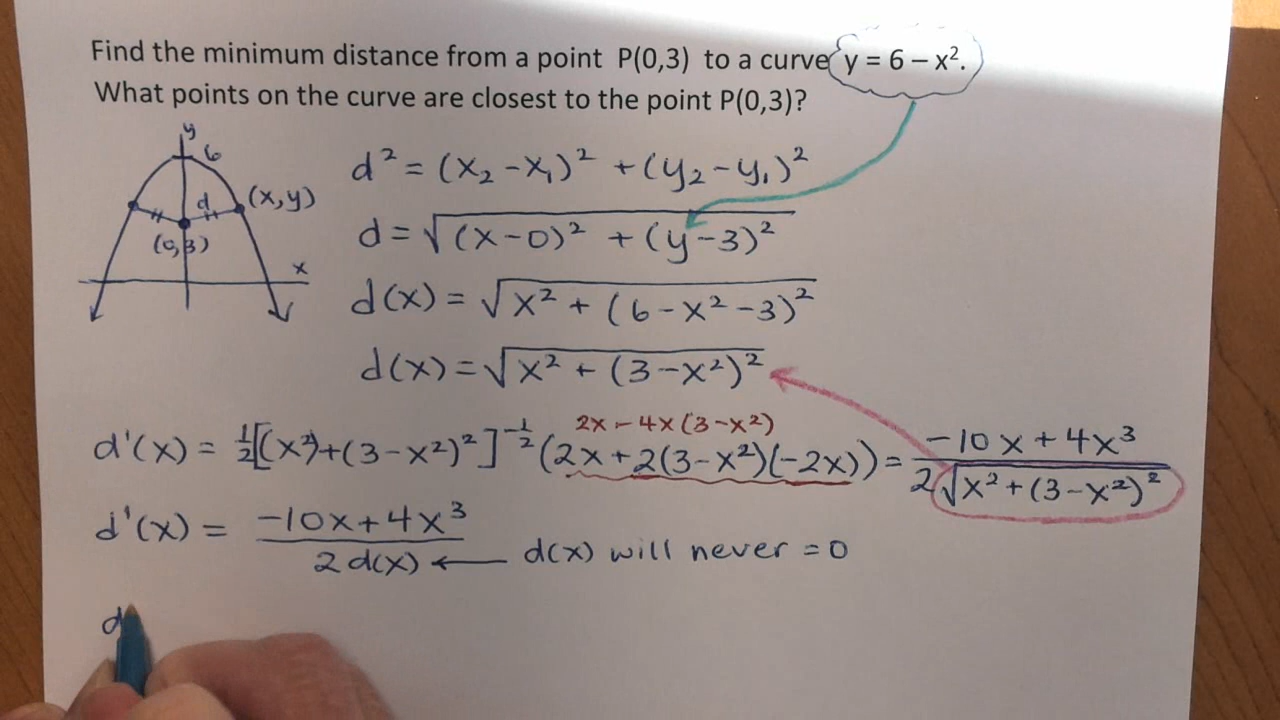 Find the minimum distance from a point P(0,3) to a curve y = 6 – x².
What points on the curve are closest to the point P(0,3)?
y
6
d
(x,y)
(0,3)
x
d² = (x₂-x₁)² + (y₂-y₁)²
d = √(x-0)² + (y-3)²
d(x) = √x² + (6-x²-3)²
d(x) = √x² + (3-x²)²
2x - 4x(3-x²)
d'(x) = ½[(x²)+(3-x²)²]^-½ (2x+2(3-x²)(-2x)) = -10x+4x³ / 2√x²+(3-x²)²
d'(x) = -10x+4x³ / 2d(x) ← d(x) will never = 0
d